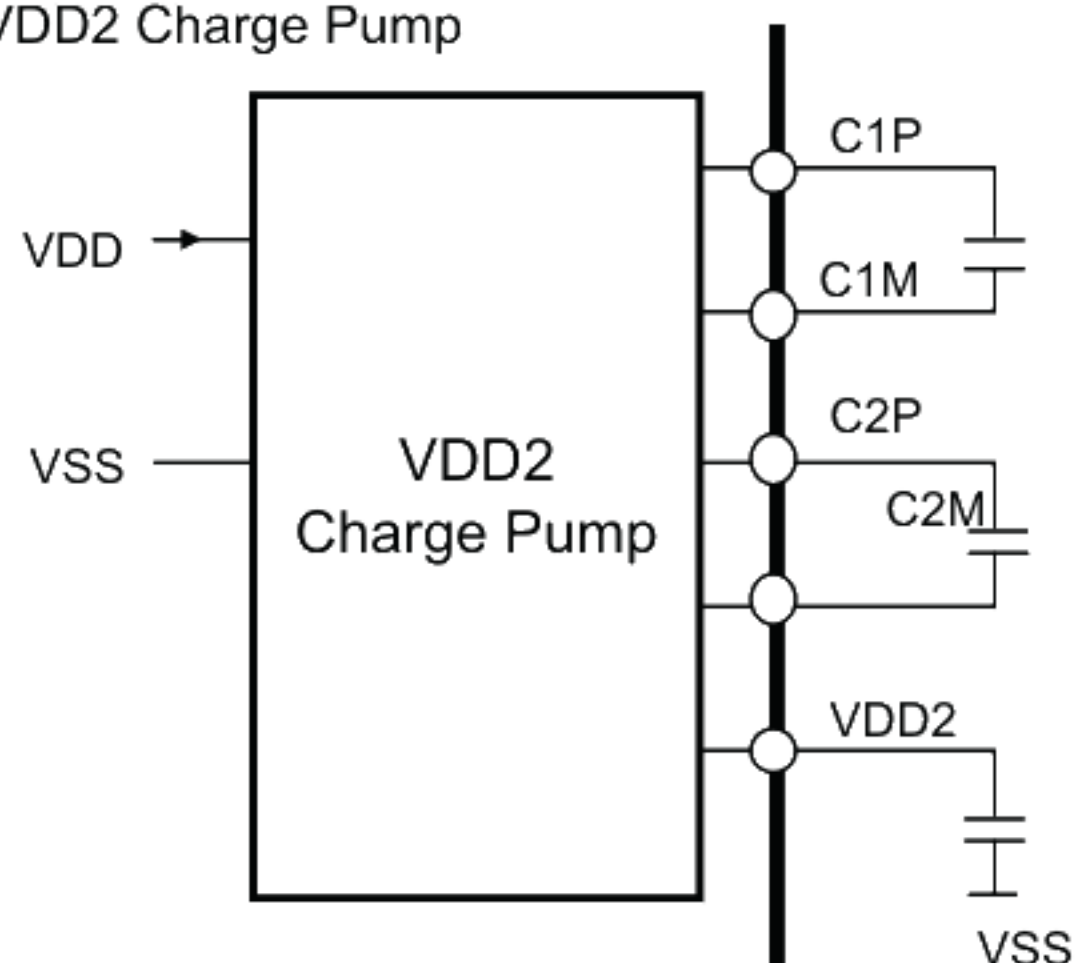 VDD2 Charge Pump
C1P
VDD
C1M
C2P
VSS
VDD2
Charge Pump
C2M
VDD2
VSS